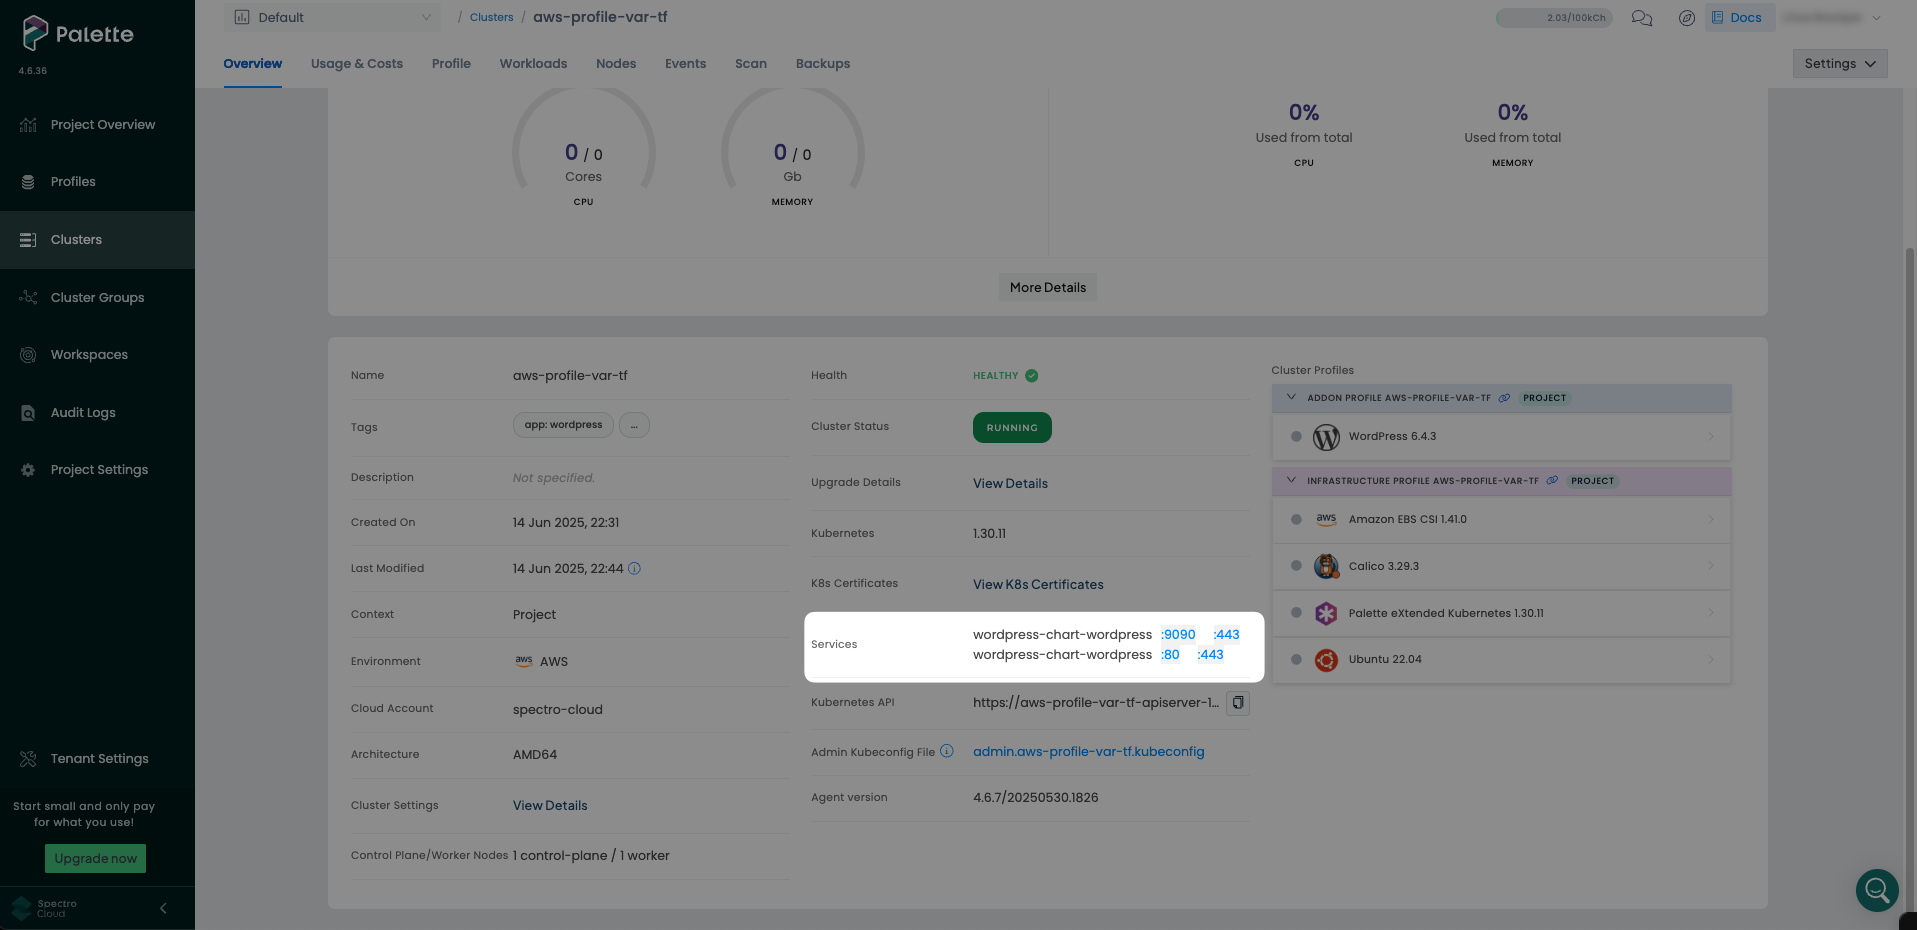 Palette
4.6.36
Project Overview
Profiles
Clusters
Cluster Groups
Workspaces
Audit Logs
Project Settings
Tenant Settings
Start small and only pay
for what you use!
Upgrade now
Spectro
Cloud
Default
/ Clusters / aws-profile-var-tf
2.03/100kCh
Docs
Overview Usage & Costs Profile Workloads Nodes Events Scan Backups
Settings
0 / 0
Cores
CPU
0 / 0
Gb
MEMORY
0%
Used from total
CPU
0%
Used from total
MEMORY
More Details
Name aws-profile-var-tf
Tags app: wordpress ...
Description Not specified.
Created On 14 Jun 2025, 22:31
Last Modified 14 Jun 2025, 22:44
Context Project
Environment aws AWS
Cloud Account spectro-cloud
Architecture AMD64
Cluster Settings View Details
Control Plane/Worker Nodes 1 control-plane / 1 worker
Health HEALTHY
Cluster Status RUNNING
Upgrade Details View Details
Kubernetes 1.30.11
K8s Certificates View K8s Certificates
Services wordpress-chart-wordpress :9090 :443
wordpress-chart-wordpress :80 :443
Kubernetes API https://aws-profile-var-tf-apiserver-1...
Admin Kubeconfig File admin.aws-profile-var-tf.kubeconfig
Agent version 4.6.7/20250530.1826
Cluster Profiles
ADDON PROFILE AWS-PROFILE-VAR-TF PROJECT
WordPress 6.4.3
INFRASTRUCTURE PROFILE AWS-PROFILE-VAR-TF PROJECT
aws Amazon EBS CSI 1.41.0
Calico 3.29.3
Palette eXtended Kubernetes 1.30.11
Ubuntu 22.04